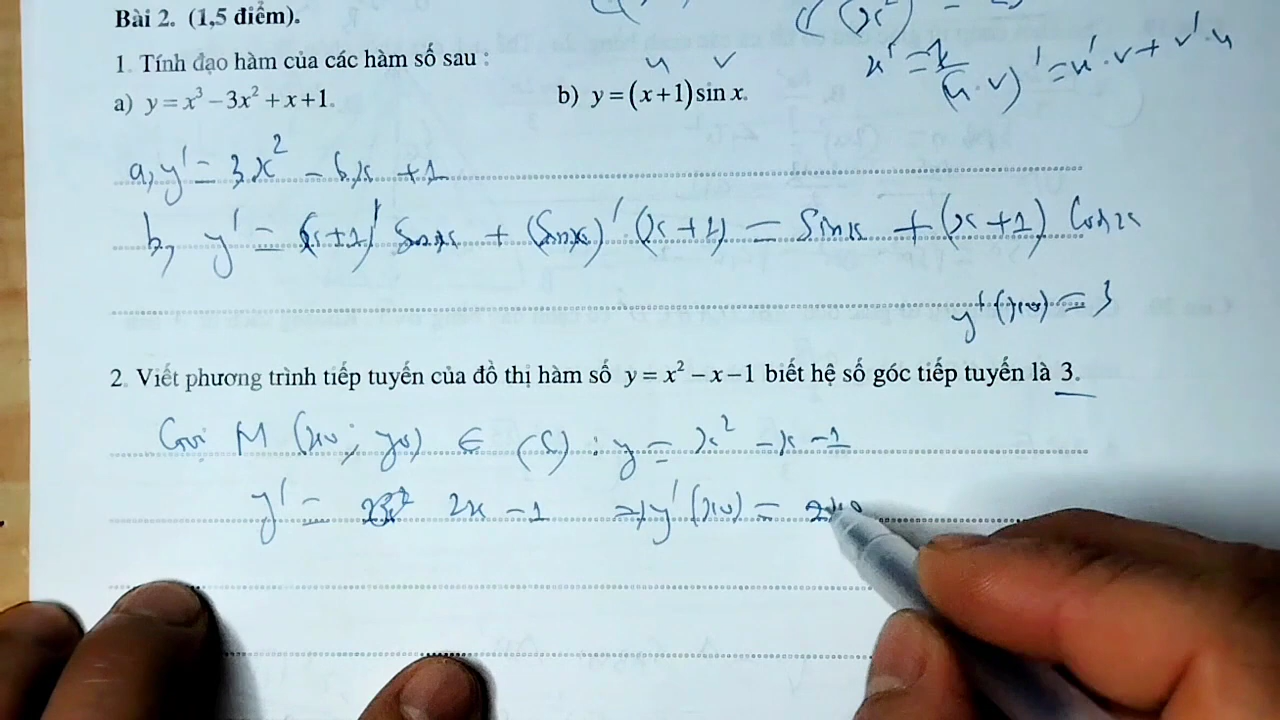 Bài 2. (1,5 điểm).
1. Tính đạo hàm của các hàm số sau :
u v
x' = 1
(u.v)' = u'.v + v'.u
a) y = x³ − 3x² + x + 1.
b) y = (x+1) sin x.
a, y' = 3x² − 6x + 1
b, y' = (x+1)' sinx + (sinx)' (x+1) = sinx + (x+1) cosx
y'(x0) = 3
2. Viết phương trình tiếp tuyến của đồ thị hàm số y = x² − x − 1 biết hệ số góc tiếp tuyến là 3.
Gọi M (x0; y0) ∈ (C) : y = x² − x − 1
y' = 2x − 1 ⇒ y'(x0) = 2x0